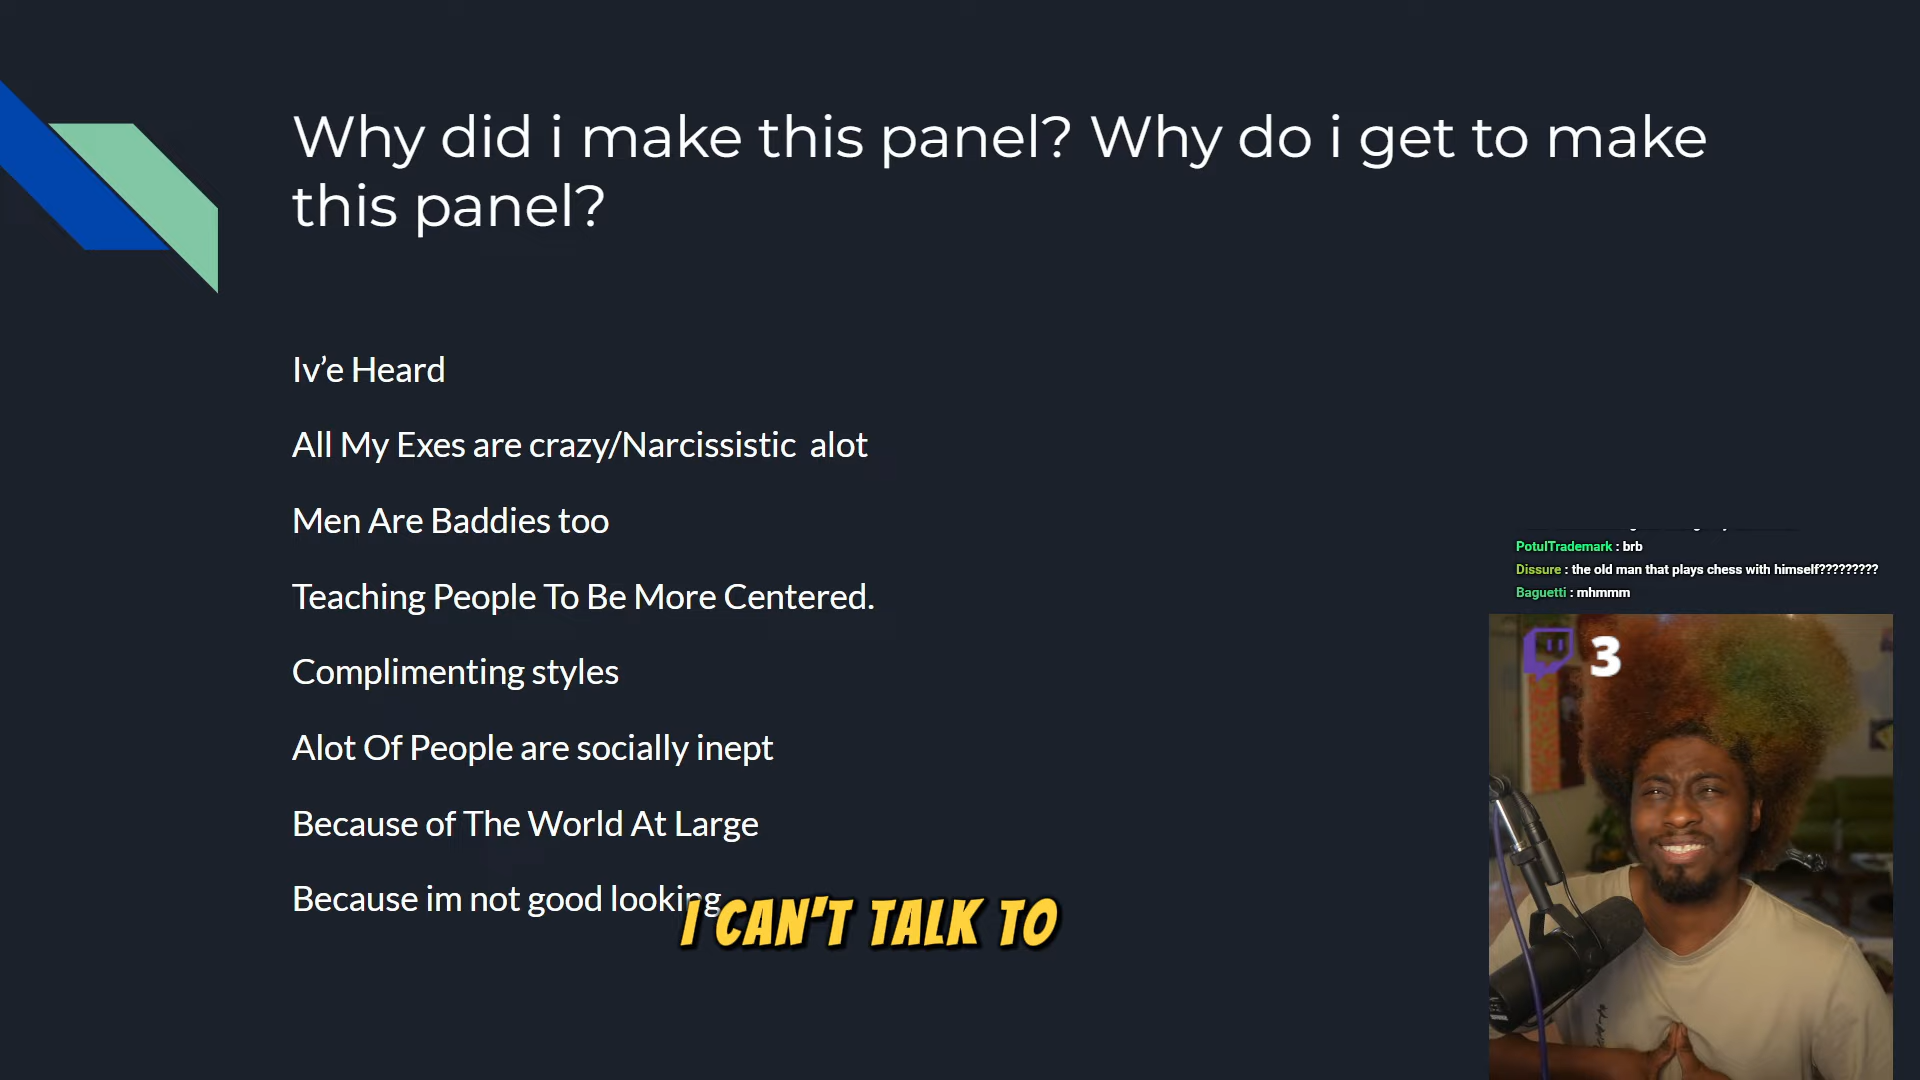 Why did i make this panel? Why do i get to make
this panel?
Iv’e Heard
All My Exes are crazy/Narcissistic  alot
Men Are Baddies too
Teaching People To Be More Centered.
Complimenting styles
Alot Of People are socially inept
Because of The World At Large
Because im not good looking
I CAN'T TALK TO
PotulTrademark : brb
Dissure : the old man that plays chess with himself?????????
Baguetti : mhmmm
3